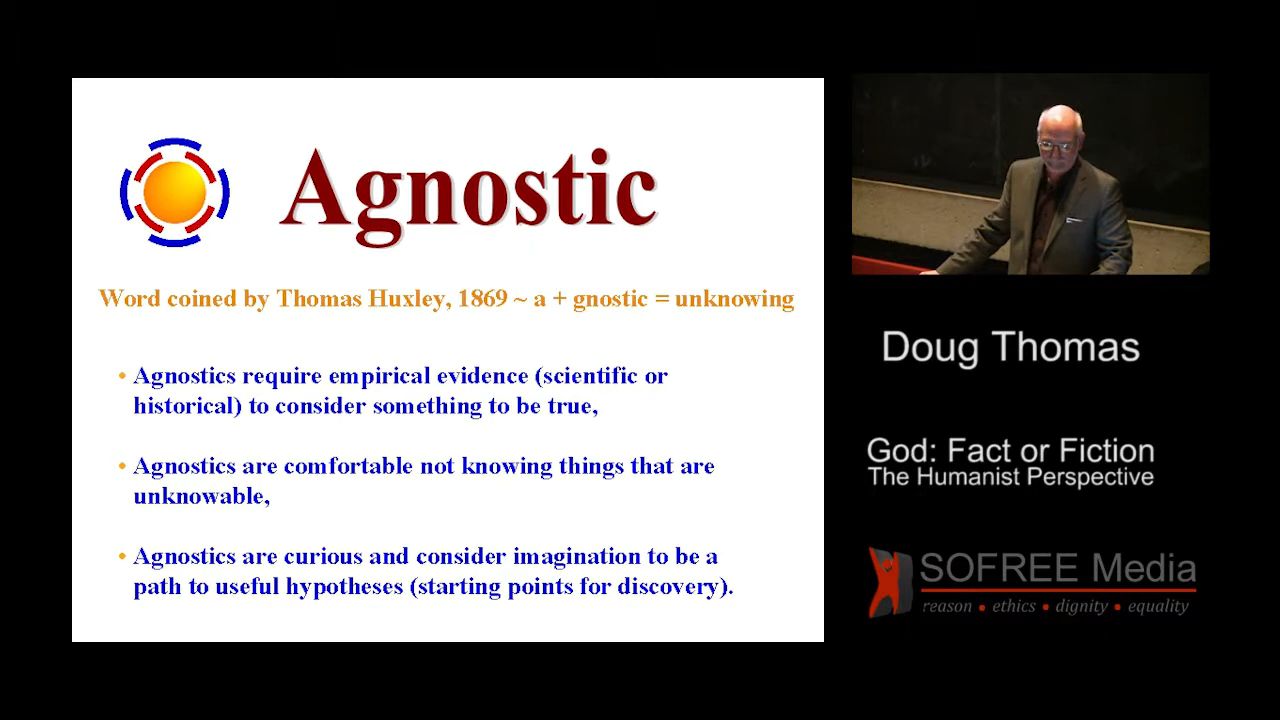 Agnostic
Word coined by Thomas Huxley, 1869 ~ a + gnostic = unknowing
• Agnostics require empirical evidence (scientific or
historical) to consider something to be true,
• Agnostics are comfortable not knowing things that are
unknowable,
• Agnostics are curious and consider imagination to be a
path to useful hypotheses (starting points for discovery).
Doug Thomas
God: Fact or Fiction
The Humanist Perspective
SOFREE Media
reason • ethics • dignity • equality